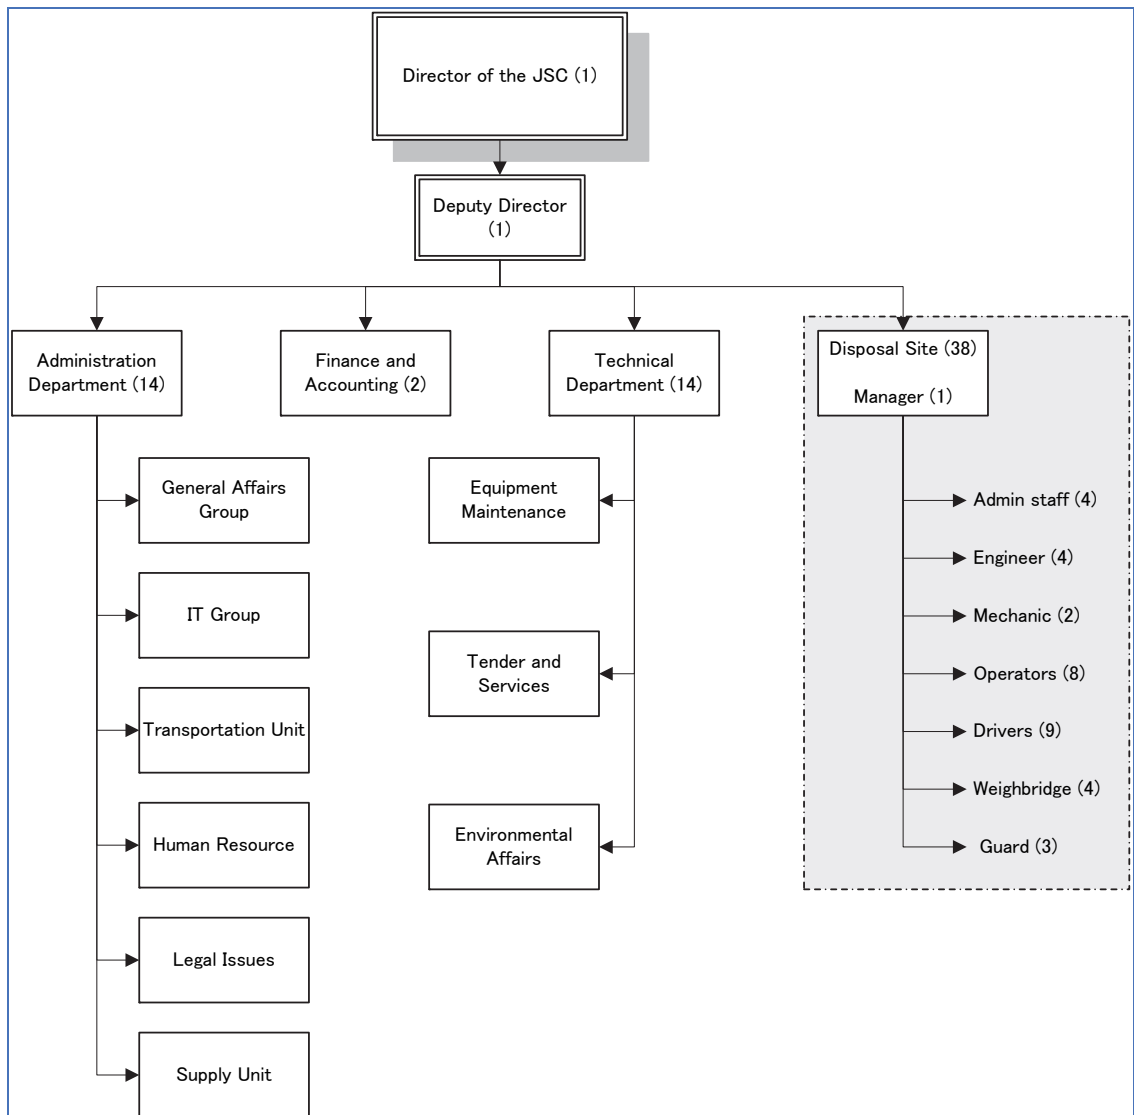 Director of the JSC (1)
Deputy Director
(1)
Administration
Department (14)
Finance and
Accounting (2)
Technical
Department (14)
Disposal Site (38)
Manager (1)
General Affairs
Group
IT Group
Transportation Unit
Human Resource
Legal Issues
Supply Unit
Equipment
Maintenance
Tender and
Services
Environmental
Affairs
Admin staff (4)
Engineer (4)
Mechanic (2)
Operators (8)
Drivers (9)
Weighbridge (4)
Guard (3)